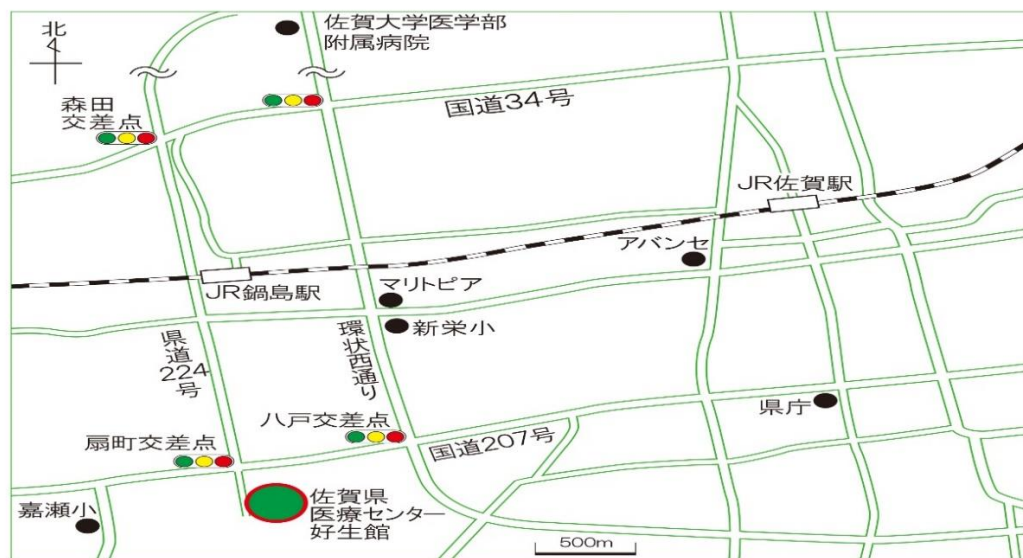 北
佐賀大学医学部
附属病院
森田
交差点
国道34号
JR佐賀駅
アバンセ
JR鍋島駅
マリトピア
新栄小
県道224号
環状西通り
県庁
八戸交差点
国道207号
扇町交差点
嘉瀬小
佐賀県
医療センター
好生館
500m